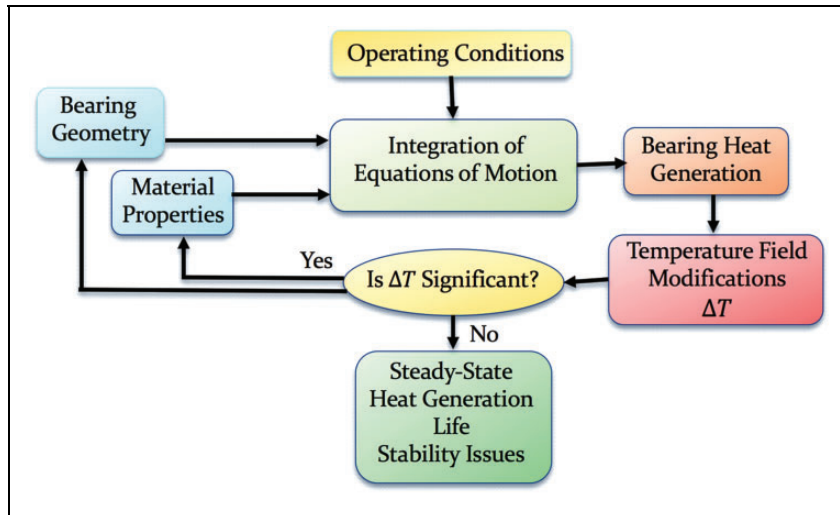 Operating Conditions
Bearing
Geometry
Integration of
Equations of Motion
Bearing Heat
Generation
Material
Properties
Temperature Field
Modifications
ΔT
Is ΔT Significant?
Yes
No
Steady-State
Heat Generation
Life
Stability Issues